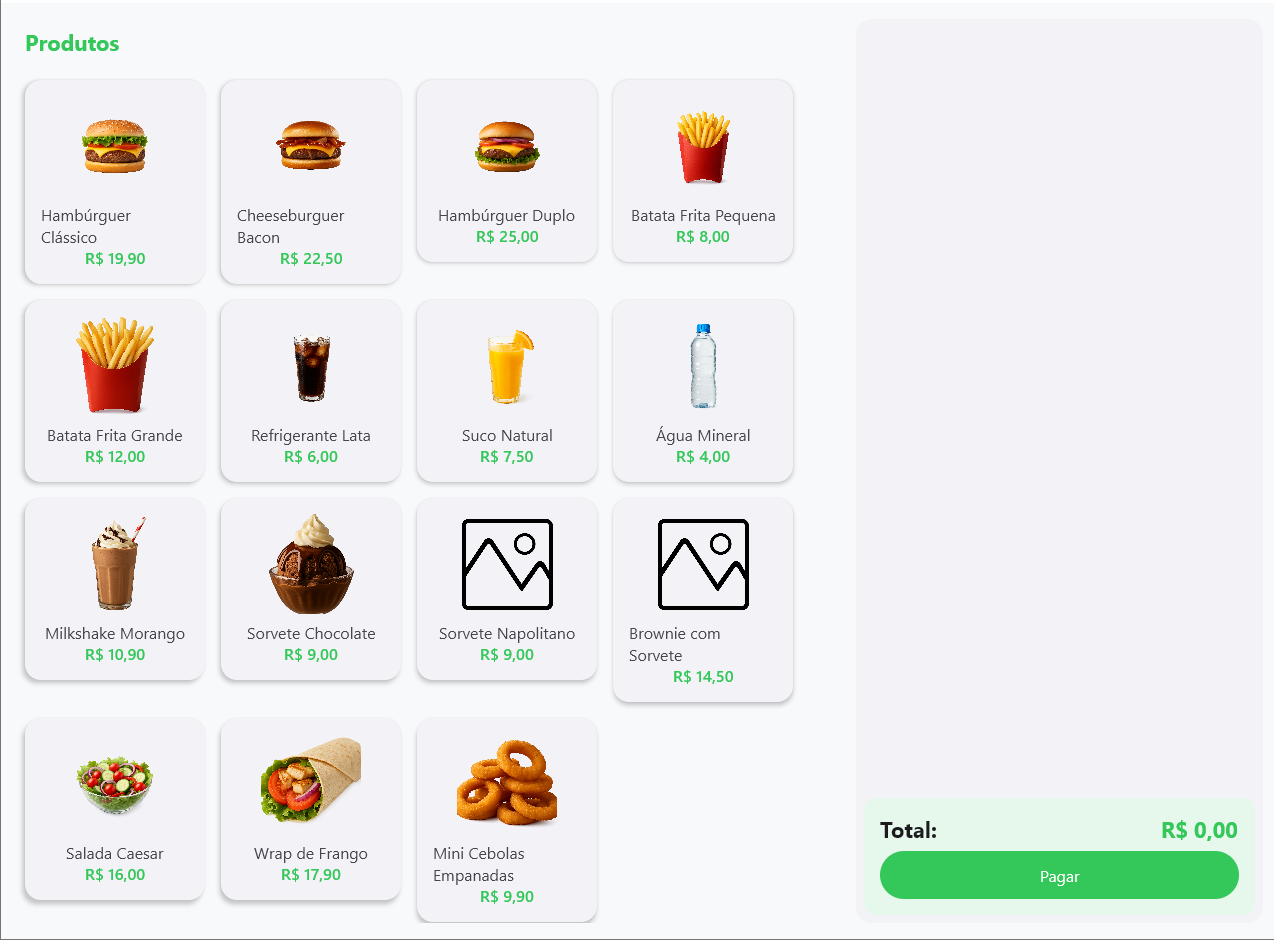 Produtos
Hambúrguer
Clássico
R$ 19,90
Cheeseburguer
Bacon
R$ 22,50
Hambúrguer Duplo
R$ 25,00
Batata Frita Pequena
R$ 8,00
Batata Frita Grande
R$ 12,00
Refrigerante Lata
R$ 6,00
Suco Natural
R$ 7,50
Água Mineral
R$ 4,00
Milkshake Morango
R$ 10,90
Sorvete Chocolate
R$ 9,00
Sorvete Napolitano
R$ 9,00
Brownie com
Sorvete
R$ 14,50
Salada Caesar
R$ 16,00
Wrap de Frango
R$ 17,90
Mini Cebolas
Empanadas
R$ 9,90
Total: R$ 0,00
Pagar